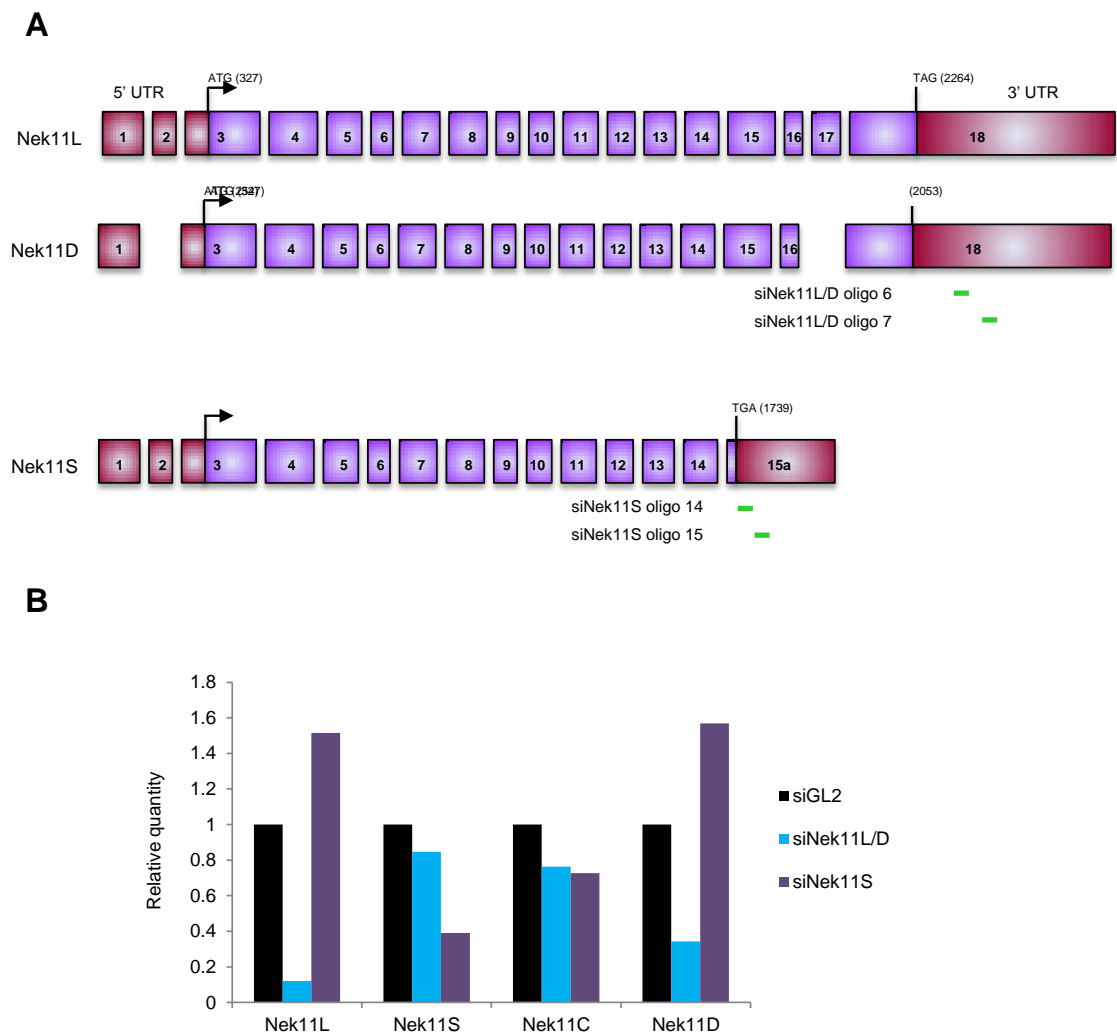 A
ATG (327)
TAG (2264)
5' UTR
3' UTR
Nek11L
1 2 3 4 5 6 7 8 9 10 11 12 13 14 15 16 17 18
(2053)
Nek11D
1 3 4 5 6 7 8 9 10 11 12 13 14 15 16 18
siNek11L/D oligo 6
siNek11L/D oligo 7
TGA (1739)
Nek11S
1 2 3 4 5 6 7 8 9 10 11 12 13 14 15a
siNek11S oligo 14
siNek11S oligo 15
B
1.8
1.6
1.4
1.2
1
0.8
0.6
0.4
0.2
0
Relative quantity
siGL2
siNek11L/D
siNek11S
Nek11L Nek11S Nek11C Nek11D